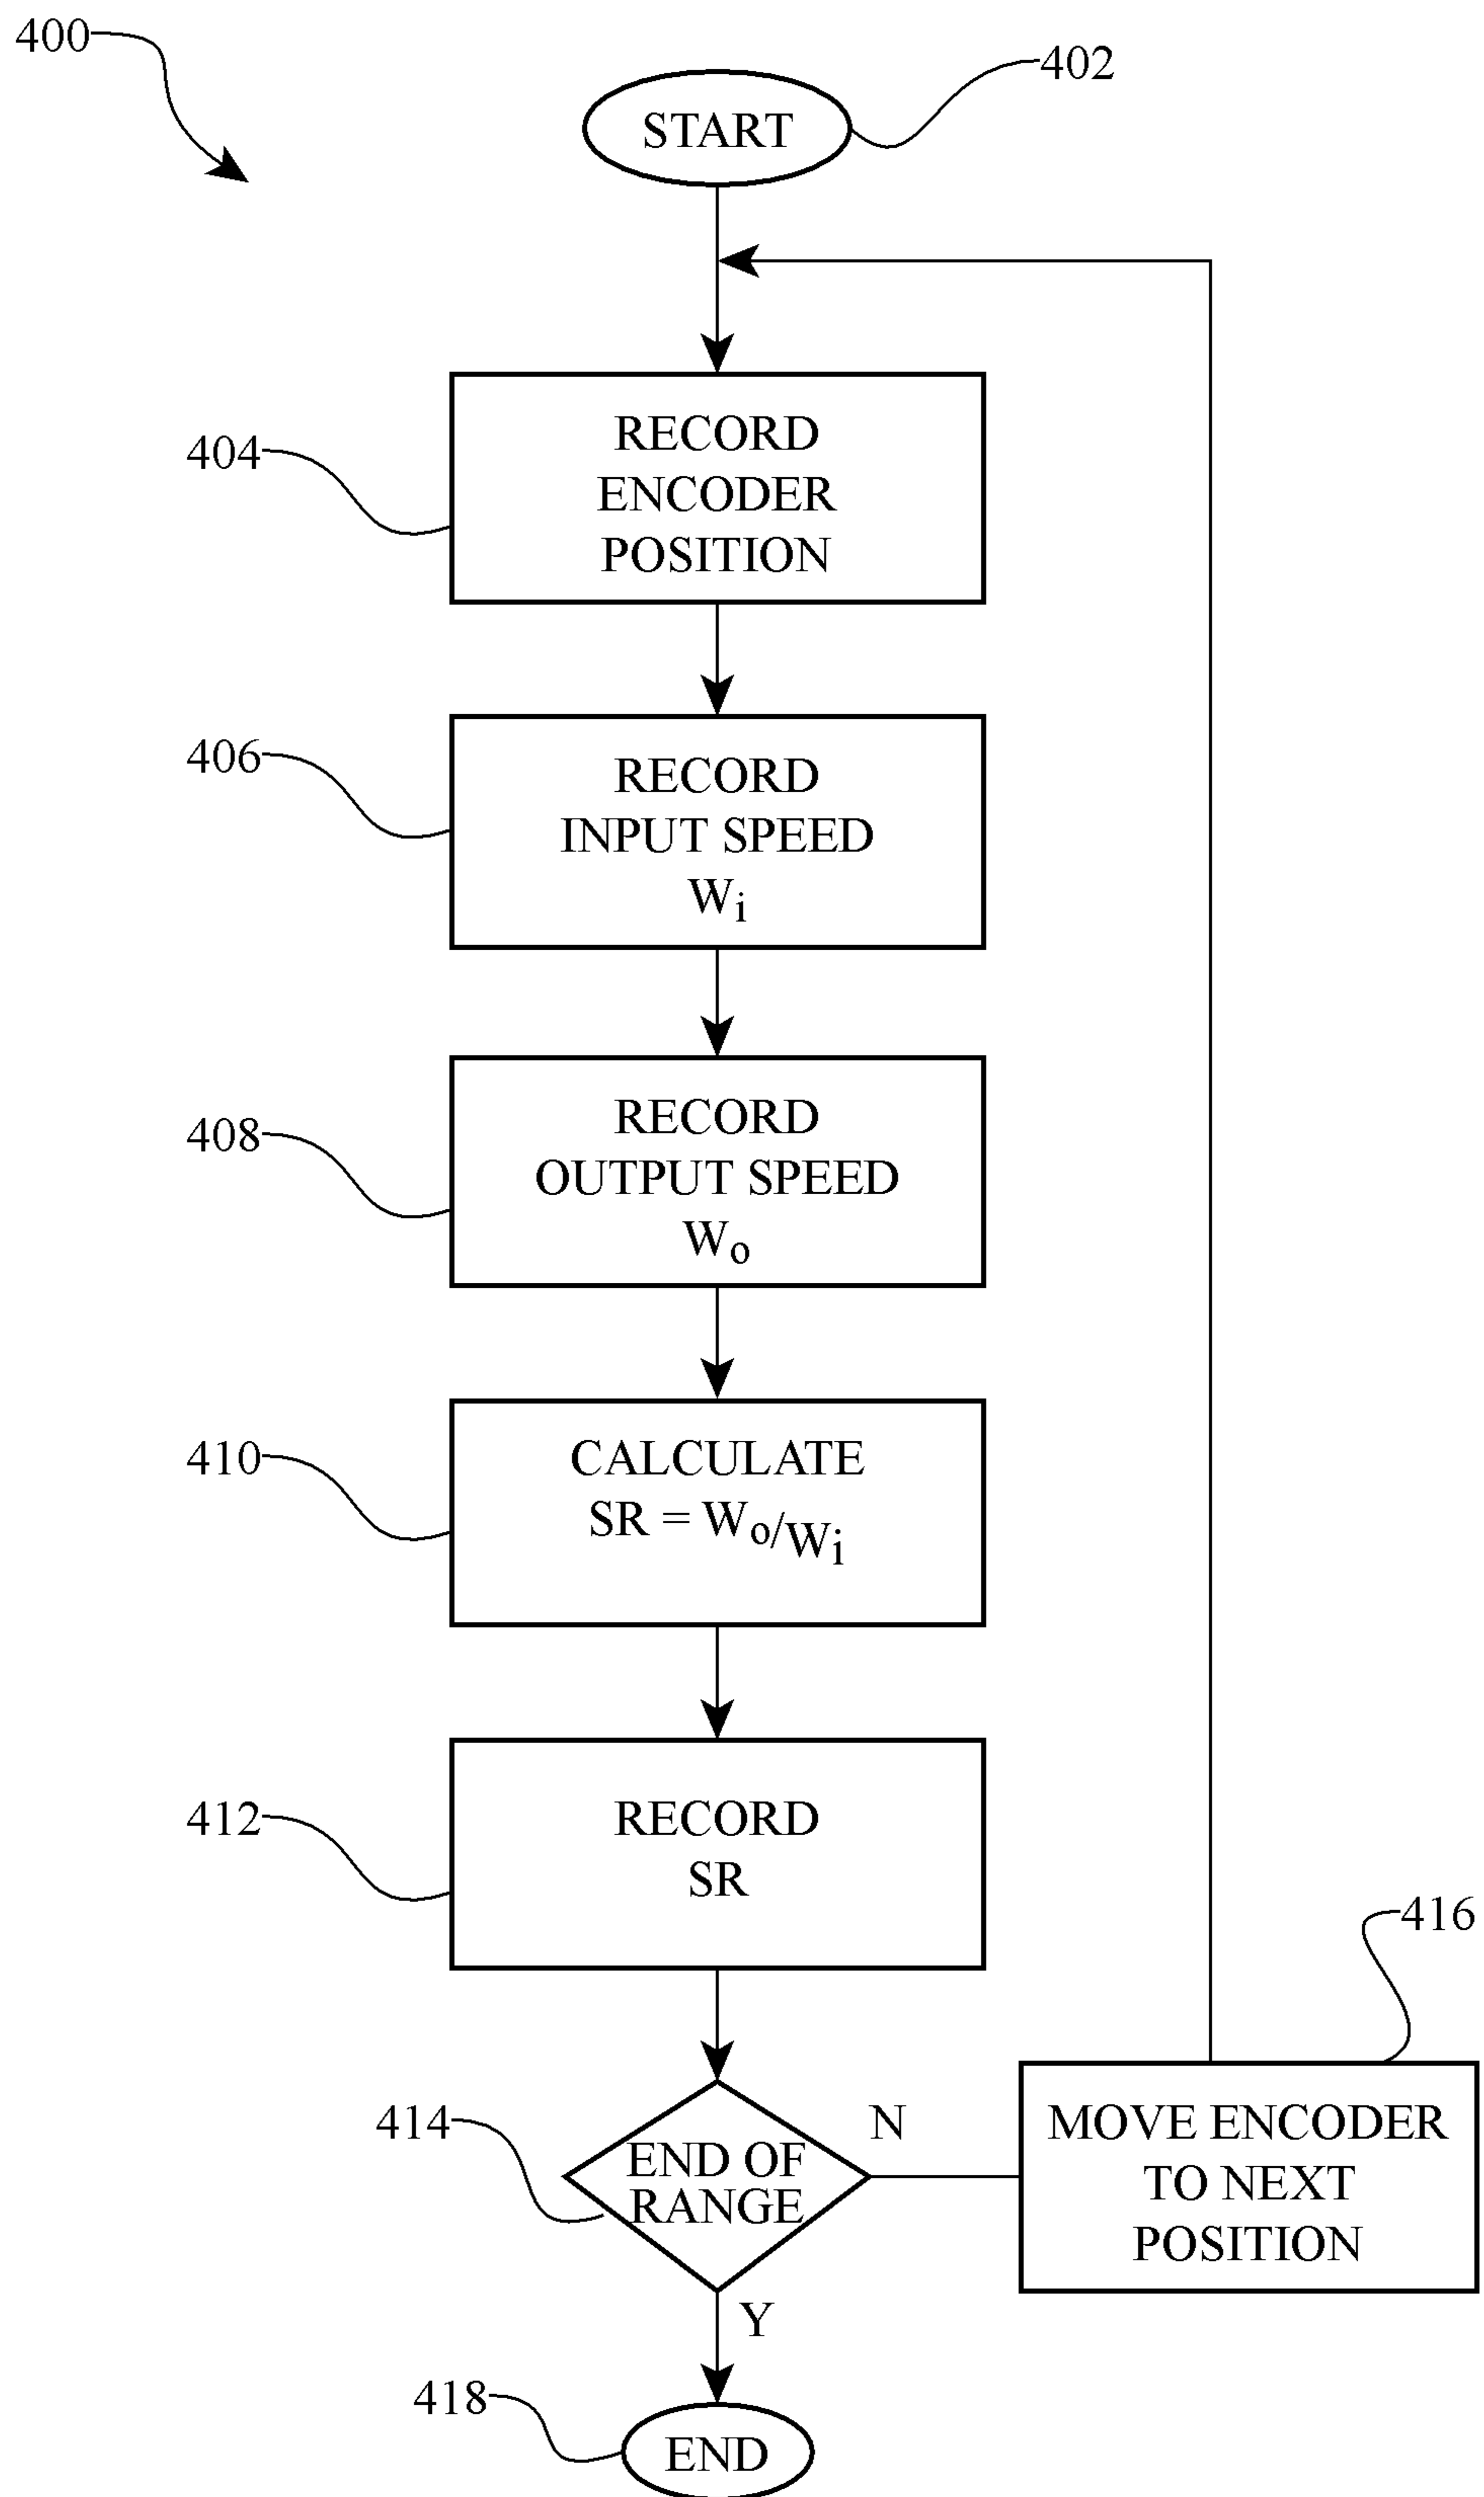 400
402
START
404
RECORD
ENCODER
POSITION
406
RECORD
INPUT SPEED
Wi
408
RECORD
OUTPUT SPEED
Wo
410
CALCULATE
SR = Wo/Wi
412
RECORD
SR
416
414
END OF
RANGE
N
MOVE ENCODER
TO NEXT
POSITION
Y
418
END